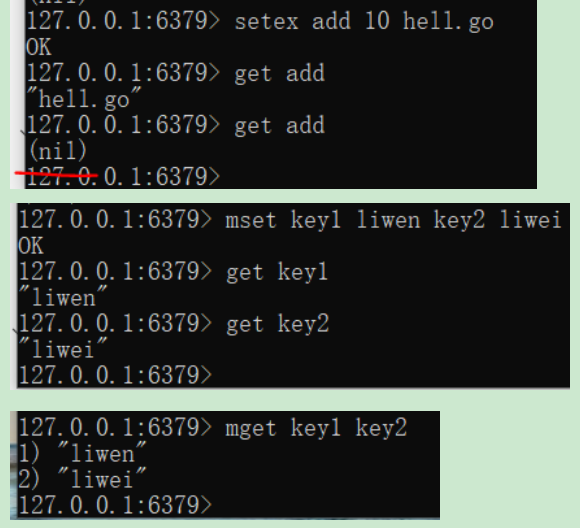 (nil)
127.0.0.1:6379> setex add 10 hell.go
OK
127.0.0.1:6379> get add
"hell.go"
127.0.0.1:6379> get add
(nil)
127.0.0.1:6379>
127.0.0.1:6379> mset key1 liwen key2 liwei
OK
127.0.0.1:6379> get key1
"liwen"
127.0.0.1:6379> get key2
"liwei"
127.0.0.1:6379>
127.0.0.1:6379> mget key1 key2
1) "liwen"
2) "liwei"
127.0.0.1:6379>